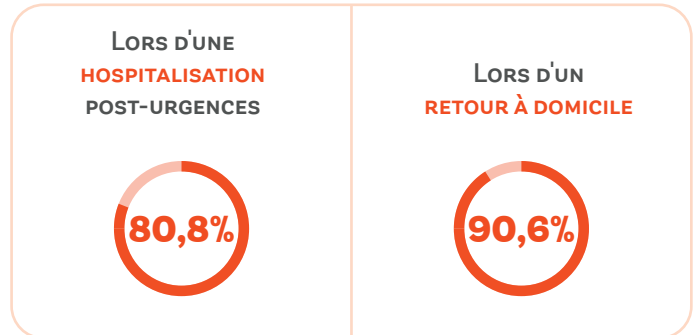 Lors d'une
hospitalisation
post-urgences
80,8%
Lors d'un
retour à domicile
90,6%